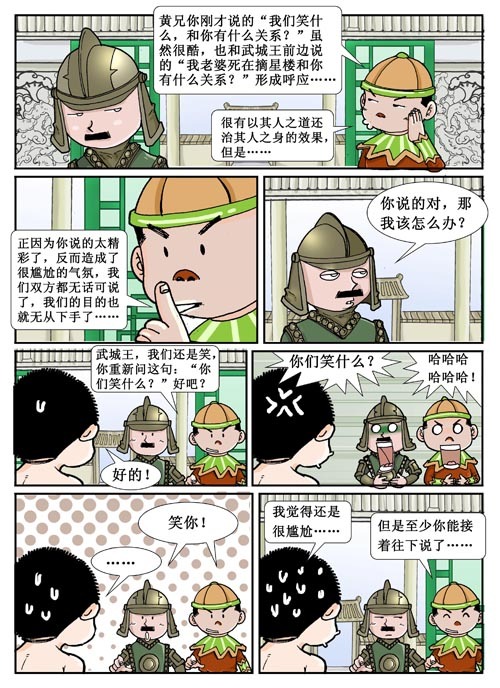 黄兄你刚才说的“我们笑什
么，和你有什么关系？”虽
然很酷，也和武城王前边说
的“我老婆死在摘星楼和你
有什么关系？”形成呼应……
很有以其人之道还
治其人之身的效果，
但是……
正因为你说的太精
彩了，反而造成了
很尴尬的气氛，我
们双方都无话可说
了，我们的目的也
就无从下手了……
你说的对，那
我该怎么办？
武城王，我们还是笑，
你重新问这句：“你
们笑什么？”好吧？
好的！
你们笑什么？
哈哈哈
哈哈哈！
笑你！
……
我觉得还是
很尴尬……
但是至少你能接
着往下说了……